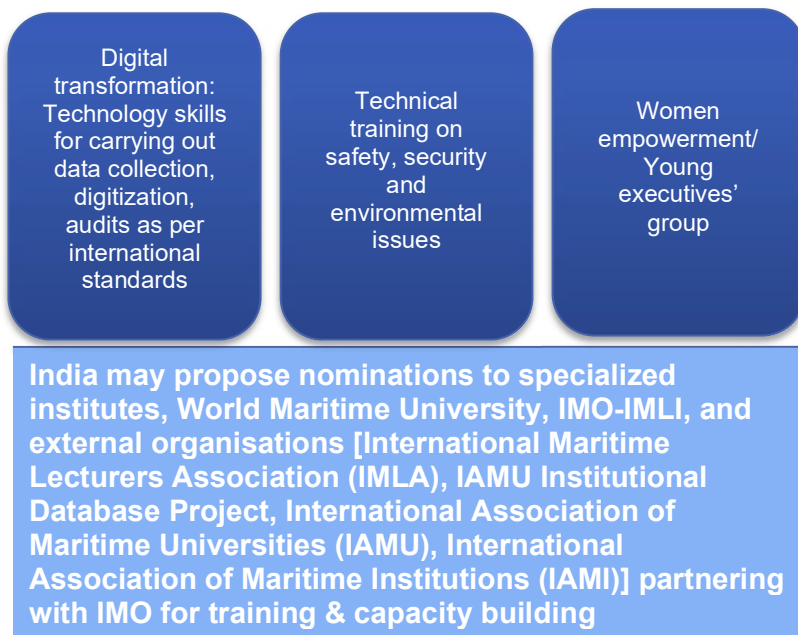 Digital
transformation:
Technology skills
for carrying out
data collection,
digitization,
audits as per
international
standards
Technical
training on
safety, security
and
environmental
issues
Women
empowerment/
Young
executives’
group
India may propose nominations to specialized
institutes, World Maritime University, IMO-IMLI, and
external organisations [International Maritime
Lecturers Association (IMLA), IAMU Institutional
Database Project, International Association of
Maritime Universities (IAMU), International
Association of Maritime Institutions (IAMI)] partnering
with IMO for training & capacity building